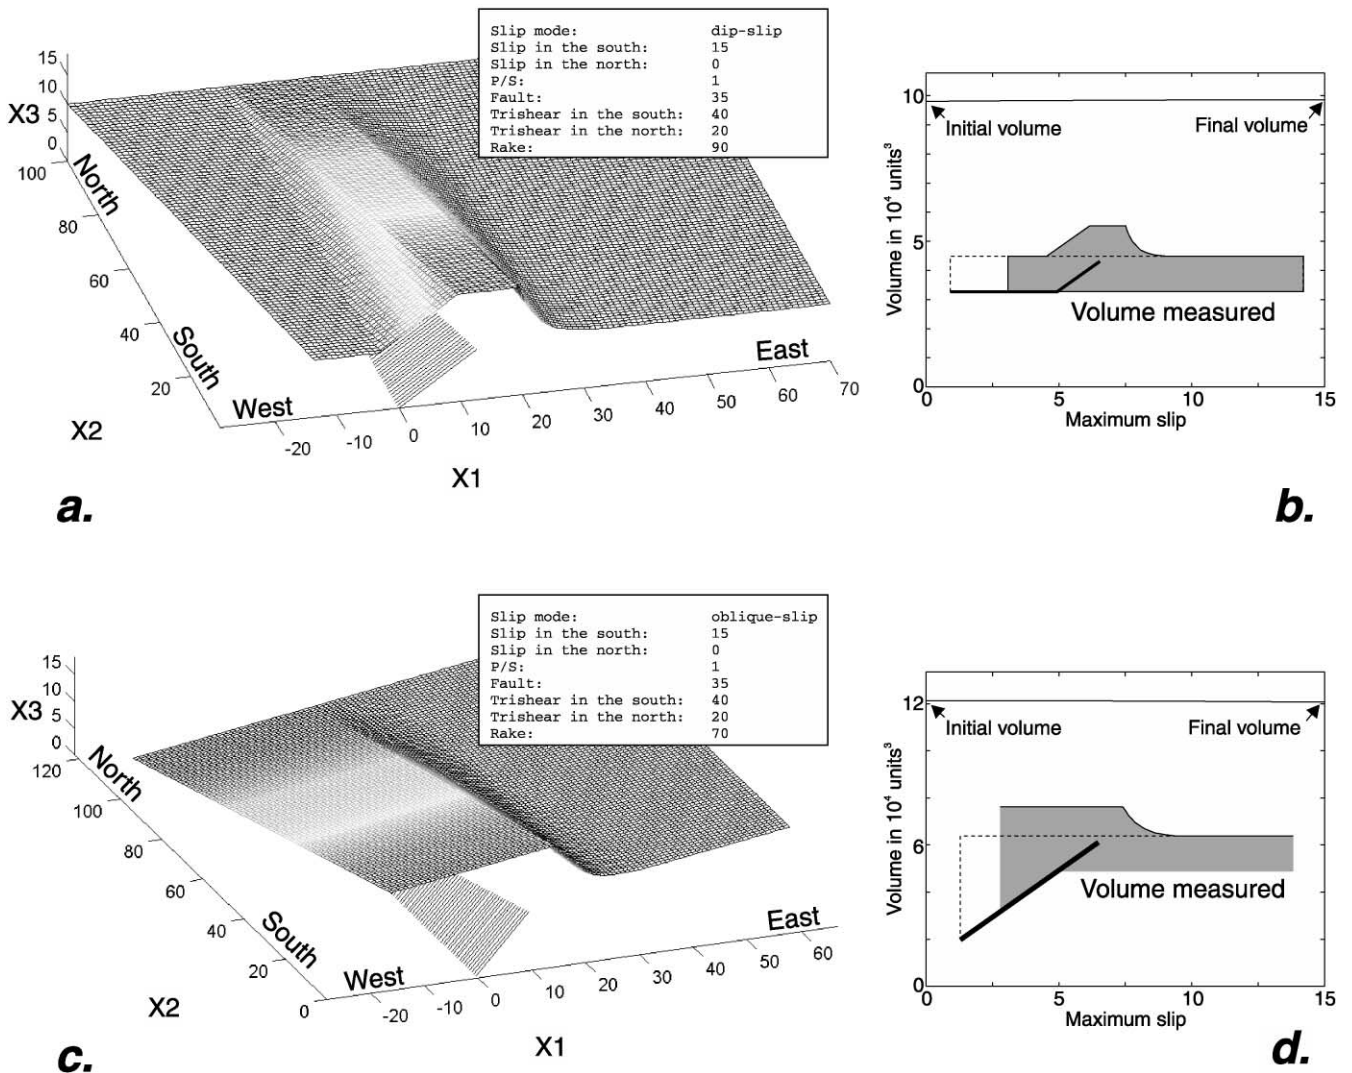 Slip mode: dip-slip
Slip in the south: 15
Slip in the north: 0
P/S: 1
Fault: 35
Trishear in the south: 40
Trishear in the north: 20
Rake: 90
15
10
5
0
X3
100
80
60
40
20
North
South
X2
West
East
-20
-10
0
10
20
30
40
50
60
70
X1
a.
10
5
0
Volume in 10⁴ units³
Initial volume
Final volume
Volume measured
0
5
10
15
Maximum slip
b.
Slip mode: oblique-slip
Slip in the south: 15
Slip in the north: 0
P/S: 1
Fault: 35
Trishear in the south: 40
Trishear in the north: 20
Rake: 70
15
10
5
0
X3
120
100
80
60
40
20
0
North
South
X2
West
East
-20
-10
0
10
20
30
40
50
60
X1
c.
12
6
0
Volume in 10⁴ units³
Initial volume
Final volume
Volume measured
0
5
10
15
Maximum slip
d.